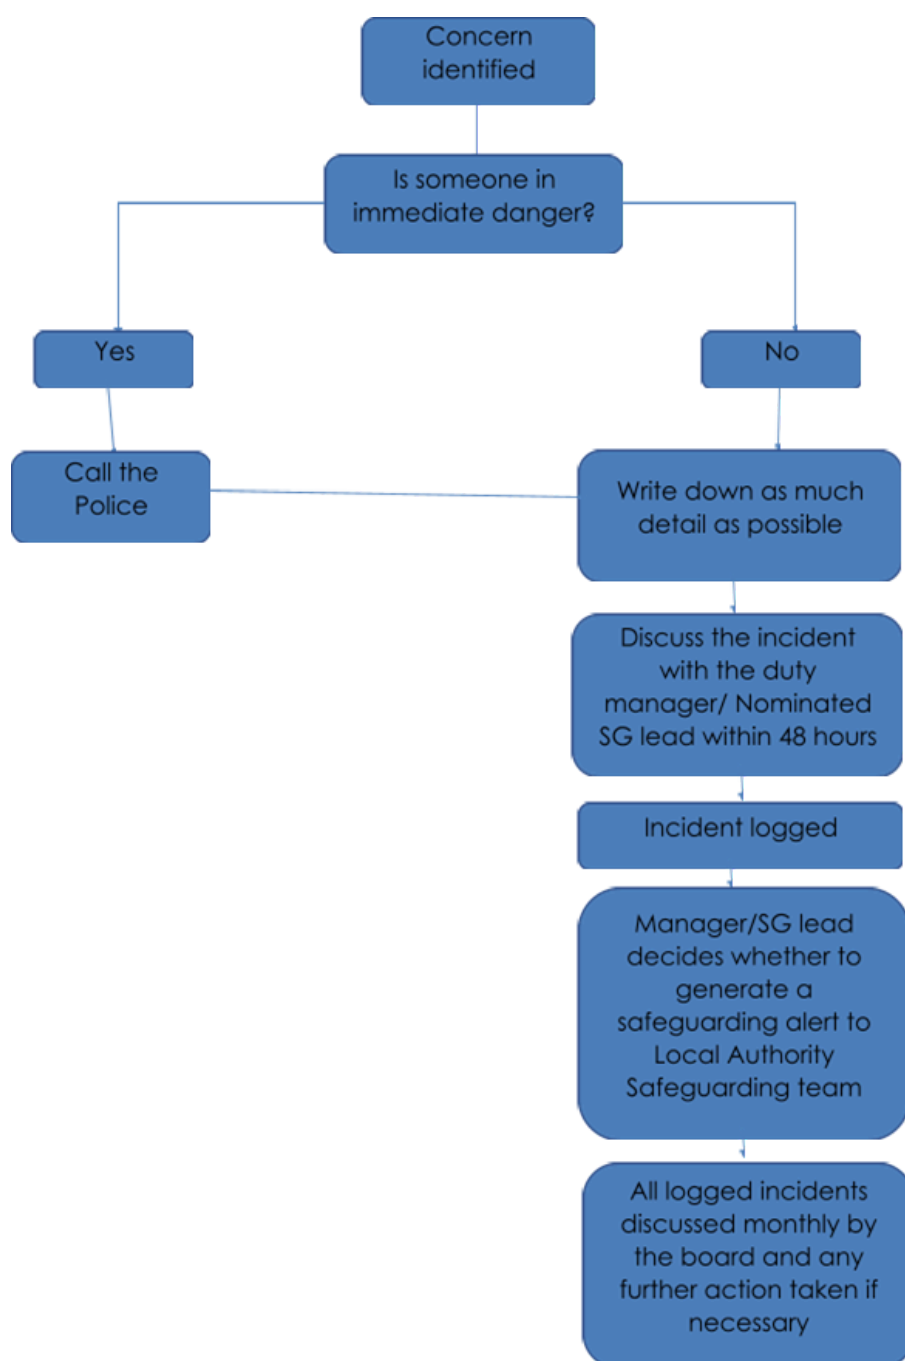 Concern
identified
Is someone in
immediate danger?
Yes
No
Call the
Police
Write down as much
detail as possible
Discuss the incident
with the duty
manager/ Nominated
SG lead within 48 hours
Incident logged
Manager/SG lead
decides whether to
generate a
safeguarding alert to
Local Authority
Safeguarding team
All logged incidents
discussed monthly by
the board and any
further action taken if
necessary